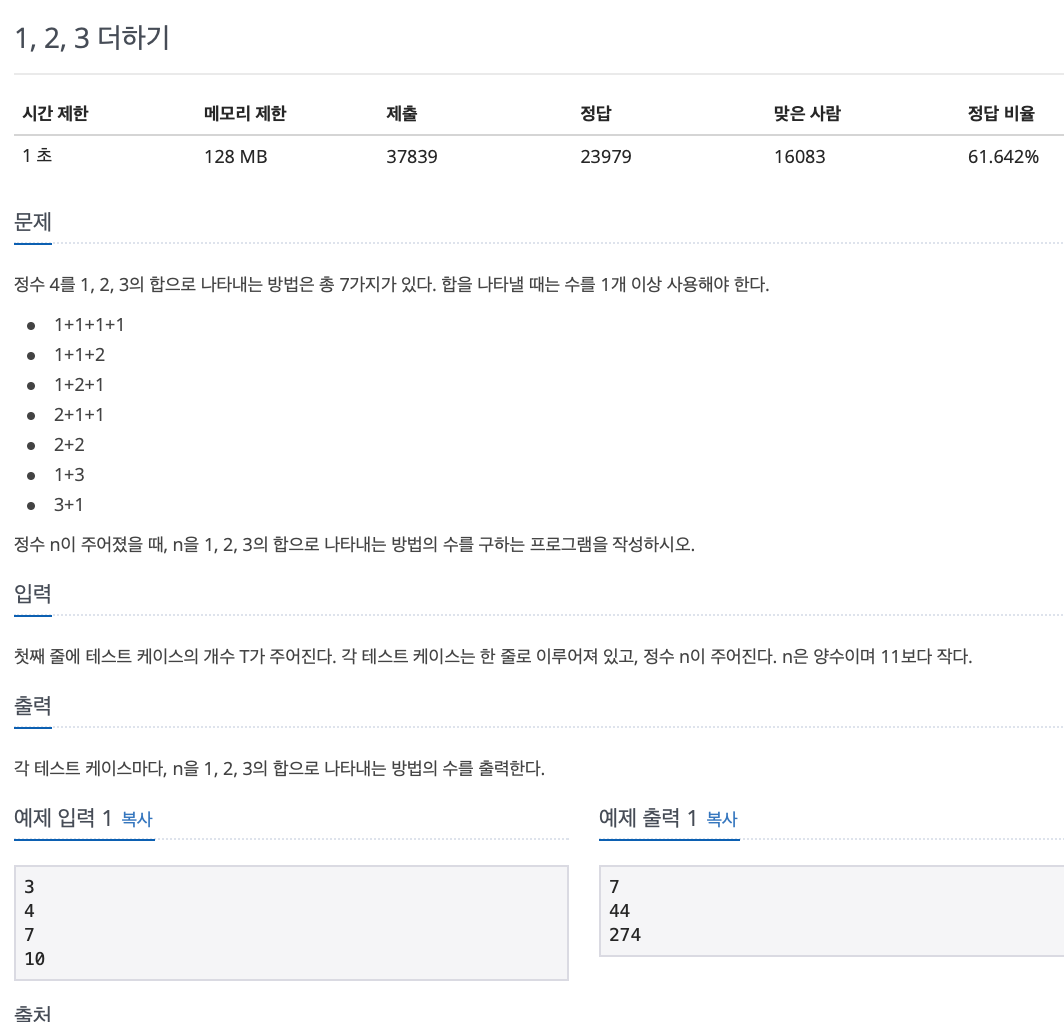 1, 2, 3 더하기
시간 제한 메모리 제한 제출 정답 맞은 사람 정답 비율
1 초 128 MB 37839 23979 16083 61.642%
문제
정수 4를 1, 2, 3의 합으로 나타내는 방법은 총 7가지가 있다. 합을 나타낼 때는 수를 1개 이상 사용해야 한다.
1+1+1+1
1+1+2
1+2+1
2+1+1
2+2
1+3
3+1
정수 n이 주어졌을 때, n을 1, 2, 3의 합으로 나타내는 방법의 수를 구하는 프로그램을 작성하시오.
입력
첫째 줄에 테스트 케이스의 개수 T가 주어진다. 각 테스트 케이스는 한 줄로 이루어져 있고, 정수 n이 주어진다. n은 양수이며 11보다 작다.
출력
각 테스트 케이스마다, n을 1, 2, 3의 합으로 나타내는 방법의 수를 출력한다.
예제 입력 1 복사
3
4
7
10
예제 출력 1 복사
7
44
274
출처